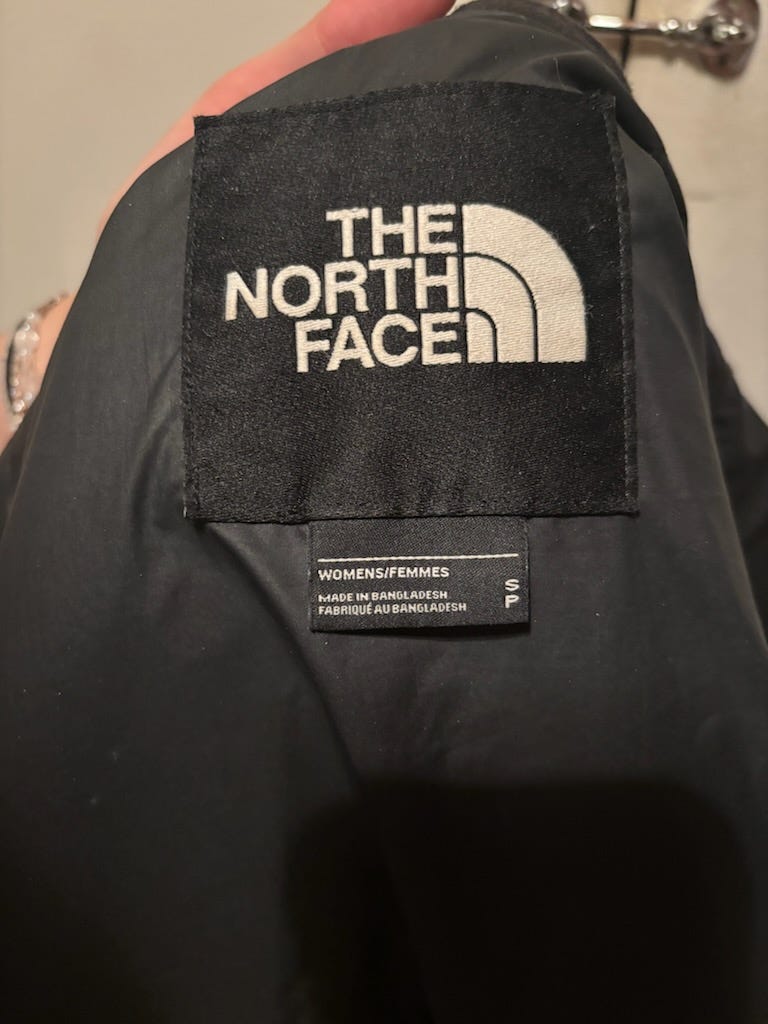 THE
NORTH
FACE
WOMENS/FEMMES
MADE IN BANGLADESH
FABRIQUÉ AU BANGLADESH
S
P